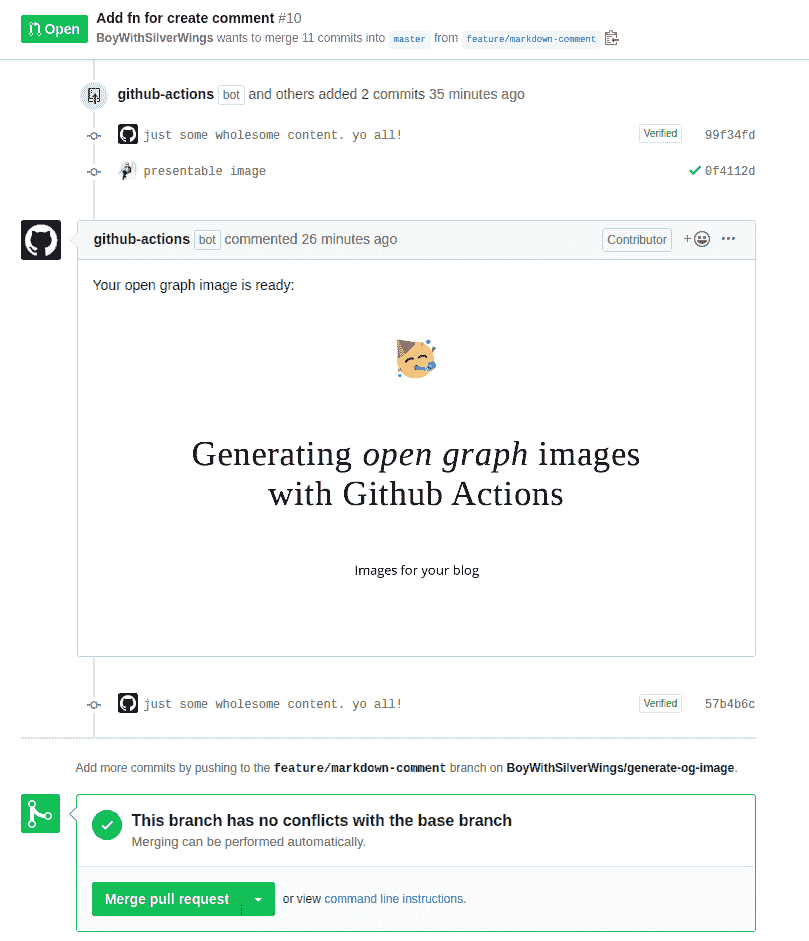 Open
Add fn for create comment #10
BoyWithSilverWings wants to merge 11 commits into master from feature/markdown-comment
github-actions bot and others added 2 commits 35 minutes ago
just some wholesome content. yo all! Verified 99f34fd
presentable image 0f4112d
github-actions bot commented 26 minutes ago Contributor
Your open graph image is ready:
Generating open graph images
with Github Actions
Images for your blog
just some wholesome content. yo all! Verified 57b4b6c
Add more commits by pushing to the feature/markdown-comment branch on BoyWithSilverWings/generate-og-image.
This branch has no conflicts with the base branch
Merging can be performed automatically.
Merge pull request or view command line instructions.